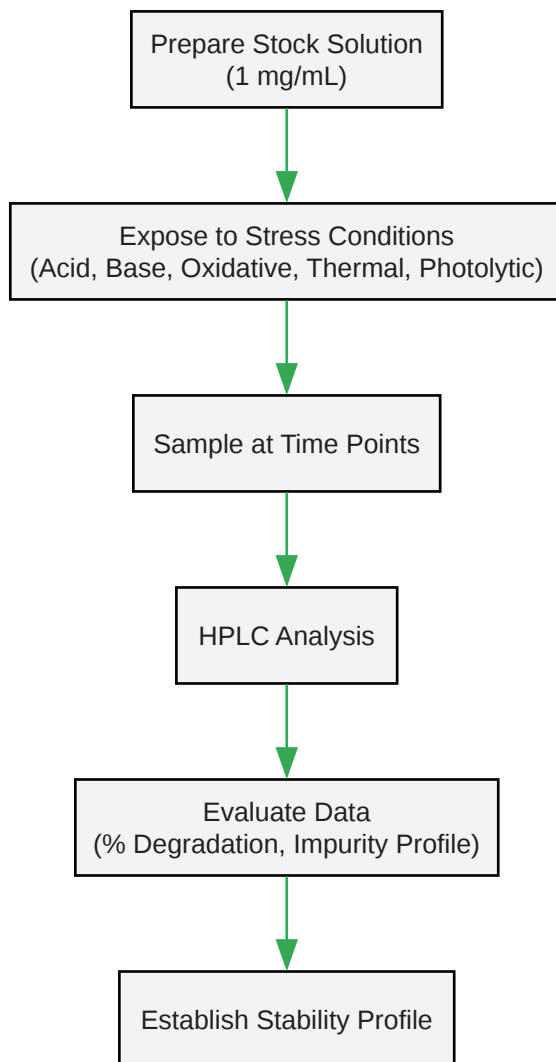 Prepare Stock Solution
(1 mg/mL)
Expose to Stress Conditions
(Acid, Base, Oxidative, Thermal, Photolytic)
Sample at Time Points
HPLC Analysis
Evaluate Data
(% Degradation, Impurity Profile)
Establish Stability Profile